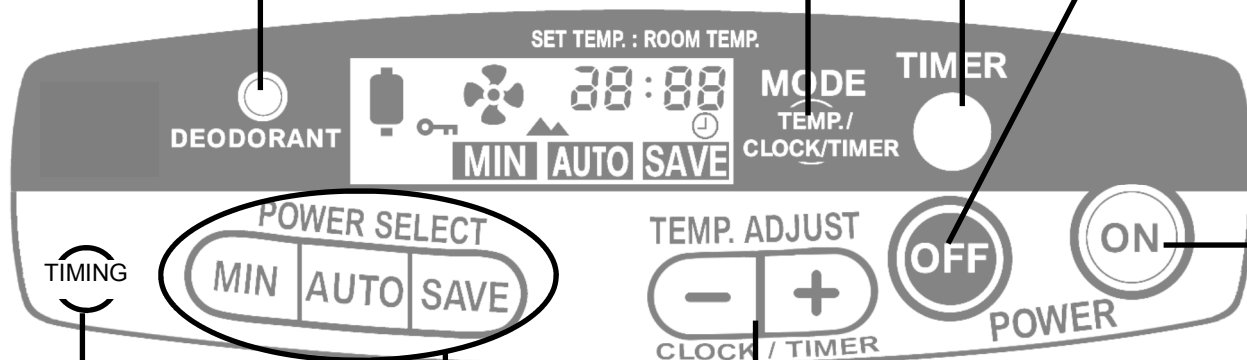 SET TEMP. : ROOM TEMP.
DEODORANT
28:88
MIN AUTO SAVE
MODE
TEMP./
CLOCK/TIMER
TIMER
TIMING
POWER SELECT
MIN AUTO SAVE
TEMP. ADJUST
- +
CLOCK / TIMER
OFF
ON
POWER